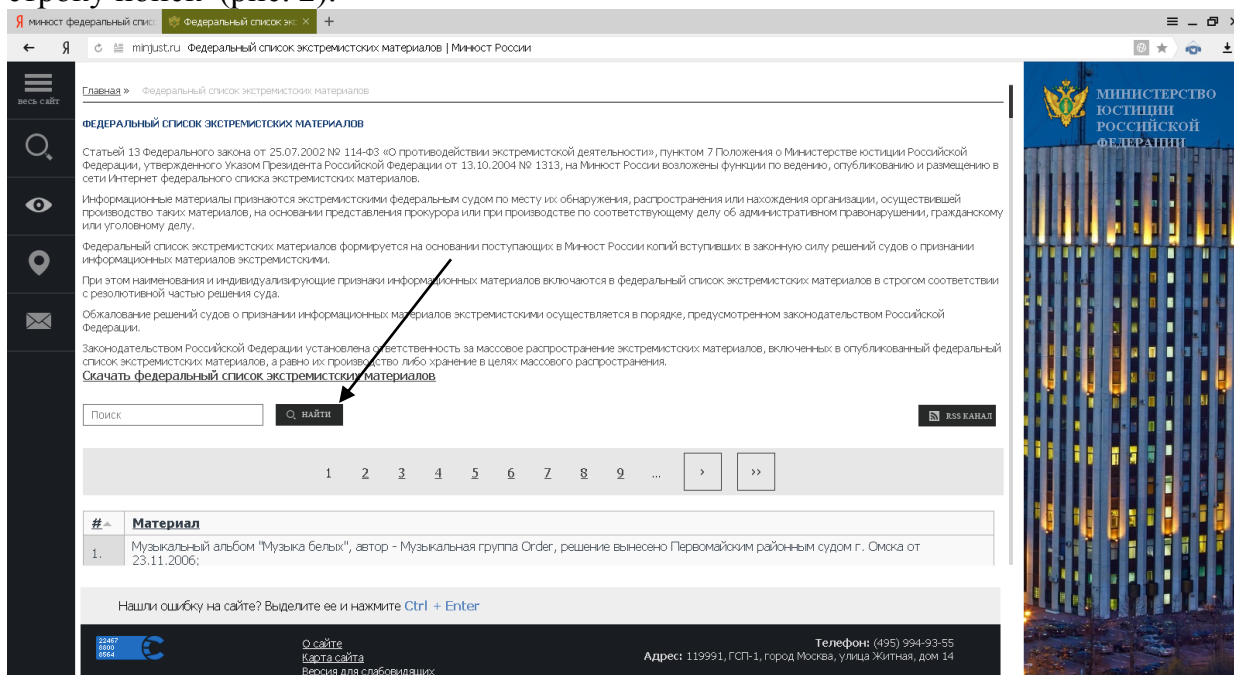 строку поиск (рис. 2).
Я минюст федеральный спис
Федеральный список экс × +
minjust.ru Федеральный список экстремистских материалов | Минюст России
весь сайт
Главная » Федеральный список экстремистских материалов
ФЕДЕРАЛЬНЫЙ СПИСОК ЭКСТРЕМИСТСКИХ МАТЕРИАЛОВ
Статьей 13 Федерального закона от 25.07.2002 № 114-ФЗ «О противодействии экстремистской деятельности», пунктом 7 Положения о Министерстве юстиции Российской
Федерации, утвержденного Указом Президента Российской Федерации от 13.10.2004 № 1313, на Минюст России возложены функции по ведению, опубликованию и размещению в
сети Интернет федерального списка экстремистских материалов.
Информационные материалы признаются экстремистскими федеральным судом по месту их обнаружения, распространения или нахождения организации, осуществившей
производство таких материалов, на основании представления прокурора или при производстве по соответствующему делу об административном правонарушении, гражданскому
или уголовному делу.
Федеральный список экстремистских материалов формируется на основании поступающих в Минюст России копий вступивших в законную силу решений судов о признании
информационных материалов экстремистскими.
При этом наименования и индивидуализирующие признаки информационных материалов включаются в федеральный список экстремистских материалов в строгом соответствии
с резолютивной частью решения суда.
Обжалование решений судов о признании информационных материалов экстремистскими осуществляется в порядке, предусмотренном законодательством Российской
Федерации.
Законодательством Российской Федерации установлена ответственность за массовое распространение экстремистских материалов, включенных в опубликованный федеральный
список экстремистских материалов, а равно их производство либо хранение в целях массового распространения.
Скачать федеральный список экстремистских материалов
Поиск
НАЙТИ
RSS КАНАЛ
1 2 3 4 5 6 7 8 9 ... › ››
# Материал
1. Музыкальный альбом "Музыка белых", автор - Музыкальная группа Order, решение вынесено Первомайским районным судом г. Омска от
23.11.2006;
Нашли ошибку на сайте? Выделите ее и нажмите Ctrl + Enter
22467
8800
8564
О сайте
Карта сайта
Версия для слабовидящих
Телефон: (495) 994-93-55
Адрес: 119991, ГСП-1, город Москва, улица Житная, дом 14
МИНИСТЕРСТВО
ЮСТИЦИИ
РОССИЙСКОЙ
ФЕДЕРАЦИИ